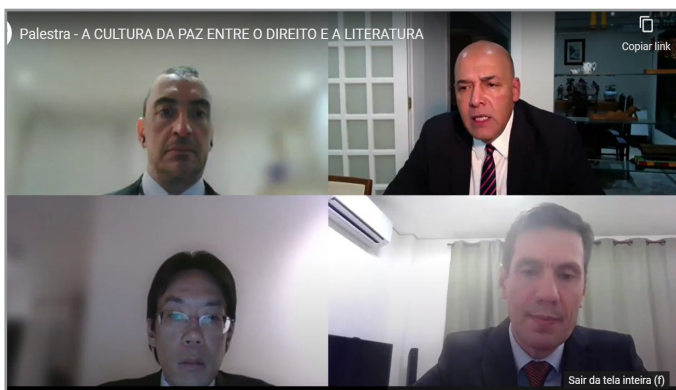 Palestra - A CULTURA DA PAZ ENTRE O DIREITO E A LITERATURA
Copiar link
Sair da tela inteira (f)